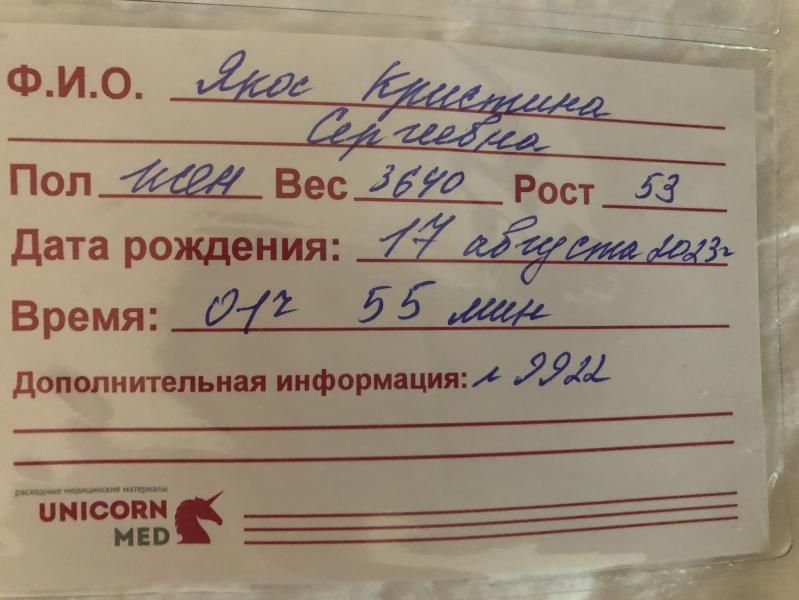 Ф.И.О. Якос Кристина
Сергеевна
Пол жен Вес 3640 Рост 53
Дата рождения: 17 августа 2023г
Время: 01ч 55 мин
Дополнительная информация: 9922
расходные медицинские материалы
UNICORN
MED